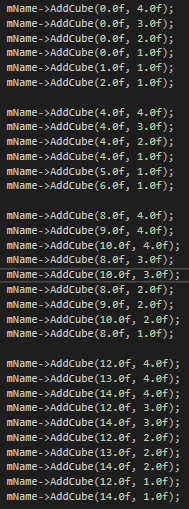 mName->AddCube(0.0f, 4.0f);
mName->AddCube(0.0f, 3.0f);
mName->AddCube(0.0f, 2.0f);
mName->AddCube(0.0f, 1.0f);
mName->AddCube(1.0f, 1.0f);
mName->AddCube(2.0f, 1.0f);

mName->AddCube(4.0f, 4.0f);
mName->AddCube(4.0f, 3.0f);
mName->AddCube(4.0f, 2.0f);
mName->AddCube(4.0f, 1.0f);
mName->AddCube(5.0f, 1.0f);
mName->AddCube(6.0f, 1.0f);

mName->AddCube(8.0f, 4.0f);
mName->AddCube(9.0f, 4.0f);
mName->AddCube(10.0f, 4.0f);
mName->AddCube(8.0f, 3.0f);
mName->AddCube(10.0f, 3.0f);
mName->AddCube(8.0f, 2.0f);
mName->AddCube(9.0f, 2.0f);
mName->AddCube(10.0f, 2.0f);
mName->AddCube(8.0f, 1.0f);

mName->AddCube(12.0f, 4.0f);
mName->AddCube(13.0f, 4.0f);
mName->AddCube(14.0f, 4.0f);
mName->AddCube(12.0f, 3.0f);
mName->AddCube(14.0f, 3.0f);
mName->AddCube(12.0f, 2.0f);
mName->AddCube(13.0f, 2.0f);
mName->AddCube(14.0f, 2.0f);
mName->AddCube(12.0f, 1.0f);
mName->AddCube(14.0f, 1.0f);